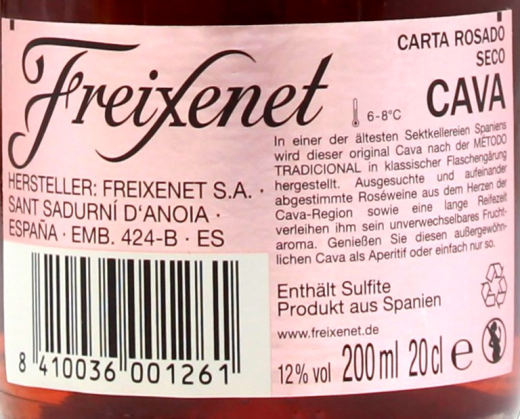 Freixenet
CARTA ROSADO
SECO
CAVA
6-8°C
In einer der ältesten Sektkellereien Spaniens
wird dieser original Cava nach der MÉTODO
TRADICIONAL in klassischer Flaschengärung
hergestellt. Ausgesuchte und aufeinander
abgestimmte Roséweine aus dem Herzen der
Cava-Region sowie eine lange Reifezeit
verleihen ihm sein unverwechselbares Frucht-
aroma. Genießen Sie diesen außergewöhn-
lichen Cava als Aperitif oder einfach nur so.
HERSTELLER: FREIXENET S.A. ·
SANT SADURNÍ D'ANOIA ·
ESPAÑA · EMB. 424-B · ES
Enthält Sulfite
Produkt aus Spanien
www.freixenet.de
12% vol 200 ml 20 cl e
8 410036 001261